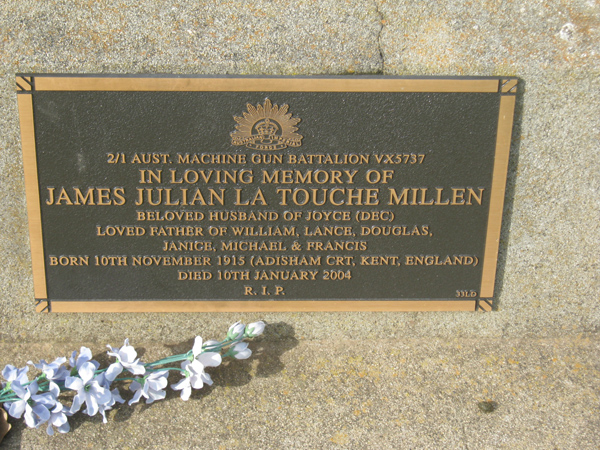 2/1 AUST. MACHINE GUN BATTALION VX5737
IN LOVING MEMORY OF
JAMES JULIAN LA TOUCHE MILLEN
BELOVED HUSBAND OF JOYCE (DEC)
LOVED FATHER OF WILLIAM, LANCE, DOUGLAS,
JANICE, MICHAEL & FRANCIS
BORN 10TH NOVEMBER 1915 (ADISHAM CRT, KENT, ENGLAND)
DIED 10TH JANUARY 2004
R. I. P.